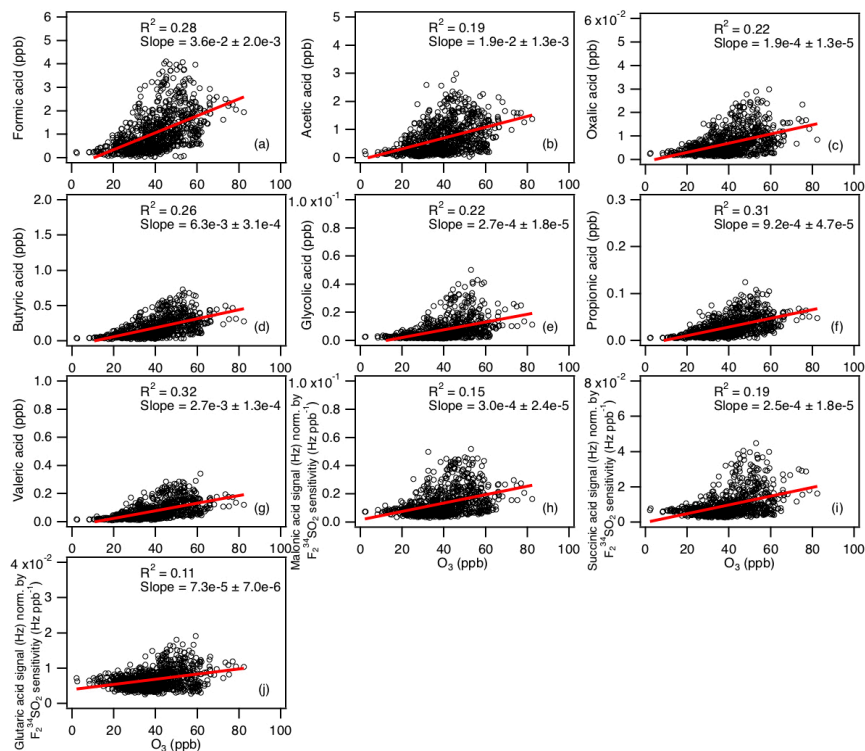 6
5
4
3
2
1
0
Formic acid (ppb)
R² = 0.28
Slope = 3.6e-2 ± 2.0e-3
(a)
0 20 40 60 80 100
5
4
3
2
1
0
Acetic acid (ppb)
R² = 0.19
Slope = 1.9e-2 ± 1.3e-3
(b)
0 20 40 60 80 100
6 x10⁻²
4
2
0
Oxalic acid (ppb)
R² = 0.22
Slope = 1.9e-4 ± 1.3e-5
(c)
0 20 40 60 80 100
2.0
1.5
1.0
0.5
0.0
Butyric acid (ppb)
R² = 0.26
Slope = 6.3e-3 ± 3.1e-4
(d)
0 20 40 60 80 100
1.0 x10⁻¹
0.8
0.6
0.4
0.2
0.0
Glycolic acid (ppb)
R² = 0.22
Slope = 2.7e-4 ± 1.8e-5
(e)
0 20 40 60 80 100
0.3
0.2
0.1
0.0
Propionic acid (ppb)
R² = 0.31
Slope = 9.2e-4 ± 4.7e-5
(f)
0 20 40 60 80 100
1.0
0.8
0.6
0.4
0.2
0.0
Valeric acid (ppb)
R² = 0.32
Slope = 2.7e-3 ± 1.3e-4
(g)
0 20 40 60 80 100
1.0 x10⁻¹
0.8
0.6
0.4
0.2
0.0
Malonic acid signal (Hz) norm. by
F₂³⁴SO₂ sensitivitiy (Hz ppb⁻¹)
R² = 0.15
Slope = 3.0e-4 ± 2.4e-5
(h)
0 20 40 60 80 100
O₃ (ppb)
8 x10⁻²
6
4
2
0
Succinic acid signal (Hz) norm. by
F₂³⁴SO₂ sensitivitiy (Hz ppb⁻¹)
R² = 0.19
Slope = 2.5e-4 ± 1.8e-5
(i)
0 20 40 60 80 100
O₃ (ppb)
4 x10⁻²
3
2
1
0
Glutaric acid signal (Hz) norm. by
F₂³⁴SO₂ sensitivitiy (Hz ppb⁻¹)
R² = 0.11
Slope = 7.3e-5 ± 7.0e-6
(j)
0 20 40 60 80 100
O₃ (ppb)